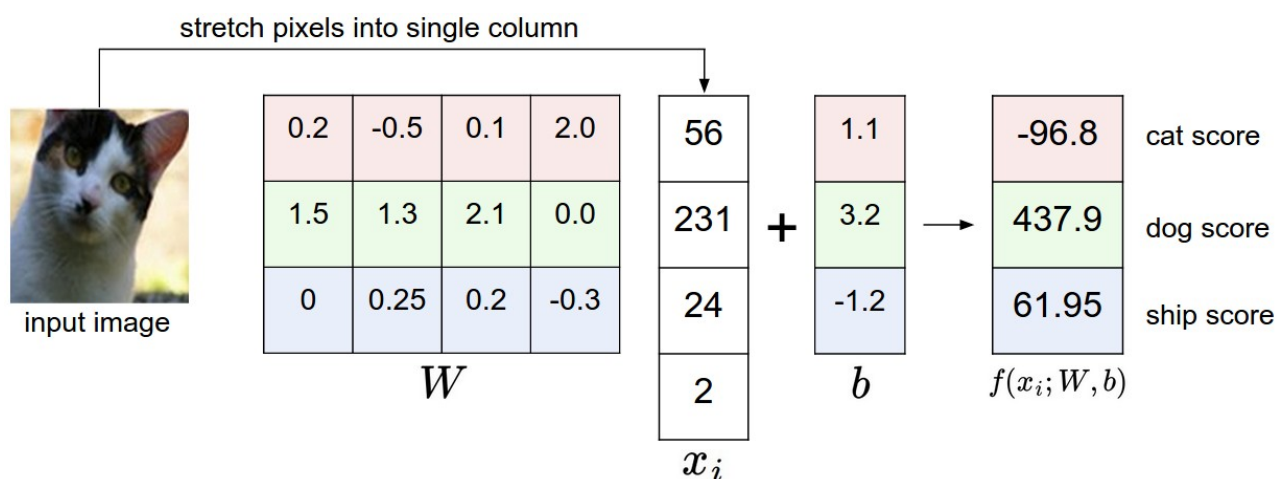 stretch pixels into single column
0.2 -0.5 0.1 2.0
1.5 1.3 2.1 0.0
0 0.25 0.2 -0.3
W
56
231
24
2
x_i
+
1.1
3.2
-1.2
b
-96.8 cat score
437.9 dog score
61.95 ship score
f(x_i; W, b)
input image